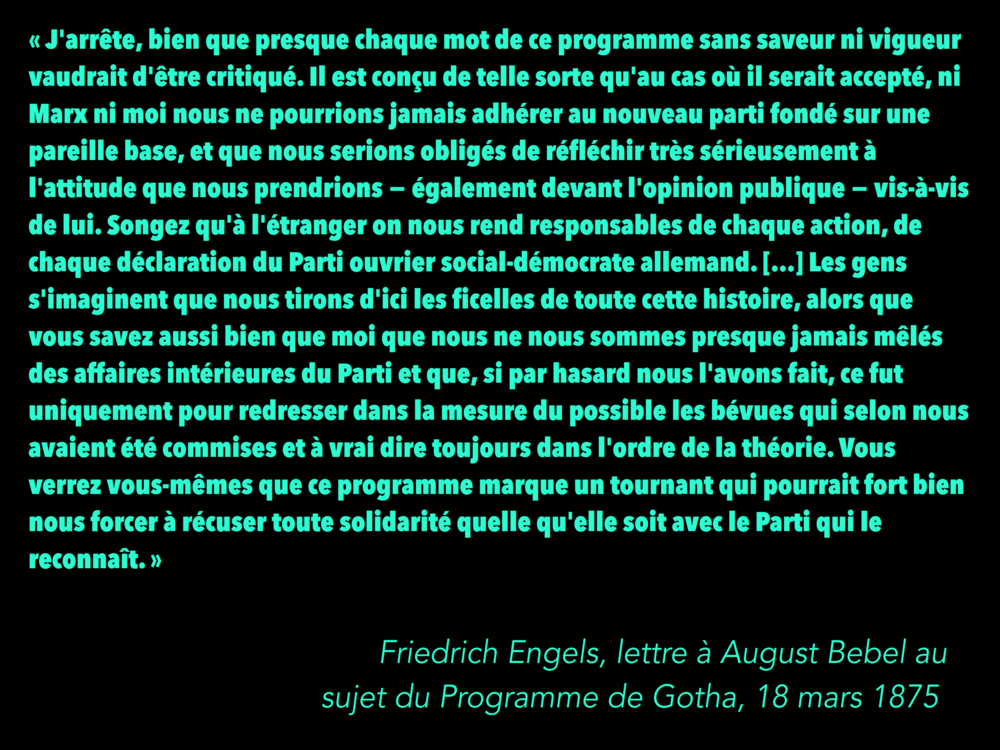 « J'arrête, bien que presque chaque mot de ce programme sans saveur ni vigueur
vaudrait d'être critiqué. Il est conçu de telle sorte qu'au cas où il serait accepté, ni
Marx ni moi nous ne pourrions jamais adhérer au nouveau parti fondé sur une
pareille base, et que nous serions obligés de réfléchir très sérieusement à
l'attitude que nous prendrions — également devant l'opinion publique — vis-à-vis
de lui. Songez qu'à l'étranger on nous rend responsables de chaque action, de
chaque déclaration du Parti ouvrier social-démocrate allemand. [...] Les gens
s'imaginent que nous tirons d'ici les ficelles de toute cette histoire, alors que
vous savez aussi bien que moi que nous ne nous sommes presque jamais mêlés
des affaires intérieures du Parti et que, si par hasard nous l'avons fait, ce fut
uniquement pour redresser dans la mesure du possible les bévues qui selon nous
avaient été commises et à vrai dire toujours dans l'ordre de la théorie. Vous
verrez vous-mêmes que ce programme marque un tournant qui pourrait fort bien
nous forcer à récuser toute solidarité quelle qu'elle soit avec le Parti qui le
reconnaît. »
Friedrich Engels, lettre à August Bebel au
sujet du Programme de Gotha, 18 mars 1875